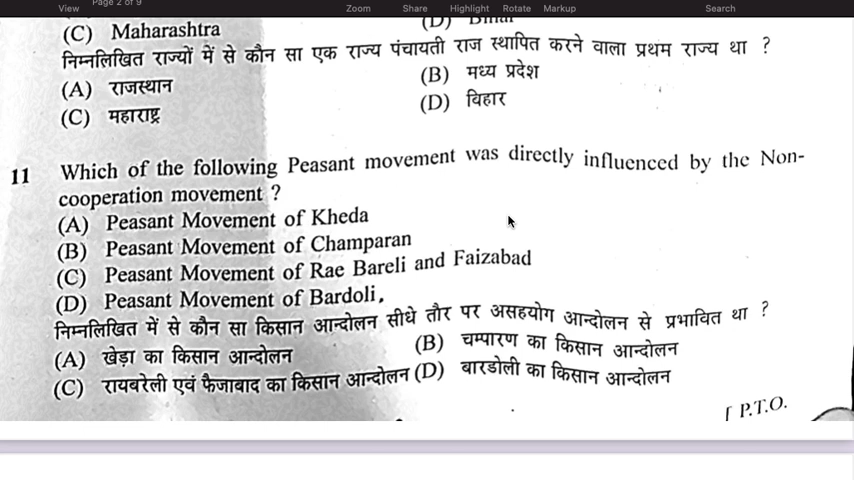 Page 2 of 9
View Zoom Share Highlight Rotate Markup Search
(C) Maharashtra (D) Bihar
निम्नलिखित राज्यों में से कौन सा एक राज्य पंचायती राज स्थापित करने वाला प्रथम राज्य था ?
(A) राजस्थान (B) मध्य प्रदेश
(C) महाराष्ट्र (D) विहार
11 Which of the following Peasant movement was directly influenced by the Non-
cooperation movement ?
(A) Peasant Movement of Kheda
(B) Peasant Movement of Champaran
(C) Peasant Movement of Rae Bareli and Faizabad
(D) Peasant Movement of Bardoli,
निम्नलिखित में से कौन सा किसान आन्दोलन सीधे तौर पर असहयोग आन्दोलन से प्रभावित था ?
(A) खेड़ा का किसान आन्दोलन (B) चम्पारण का किसान आन्दोलन
(C) रायबरेली एवं फैजाबाद का किसान आन्दोलन (D) बारडोली का किसान आन्दोलन
[ P.T.O.